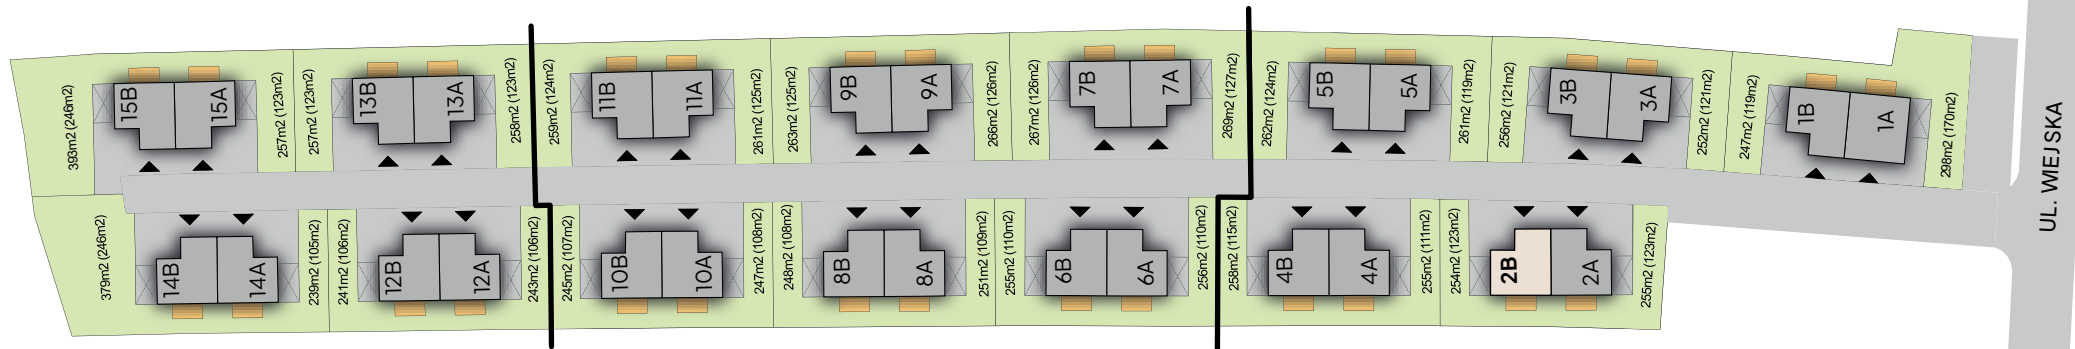 393m2 (246m2)
15B
15A
257m2 (123m2)
257m2 (123m2)
13B
13A
258m2 (123m2)
259m2 (124m2)
11B
11A
261m2 (125m2)
263m2 (125m2)
9B
9A
266m2 (126m2)
267m2 (126m2)
7B
7A
269m2 (127m2)
262m2 (124m2)
5B
5A
261m2 (119m2)
256m2 (121m2)
3B
3A
252m2 (121m2)
247m2 (119m2)
1B
1A
298m2 (170m2)
UL. WIEJSKA
379m2 (246m2)
14B
14A
239m2 (105m2)
241m2 (106m2)
12B
12A
243m2 (106m2)
245m2 (107m2)
10B
10A
247m2 (108m2)
248m2 (108m2)
8B
8A
251m2 (109m2)
255m2 (110m2)
6B
6A
256m2 (110m2)
258m2 (115m2)
4B
4A
255m2 (111m2)
254m2 (123m2)
2B
2A
255m2 (123m2)